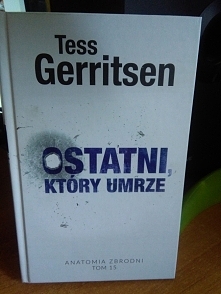 Tess
Gerritsen
OSTATNI,
KTÓRY UMRZE
ANATOMIA ZBRODNI
TOM 15